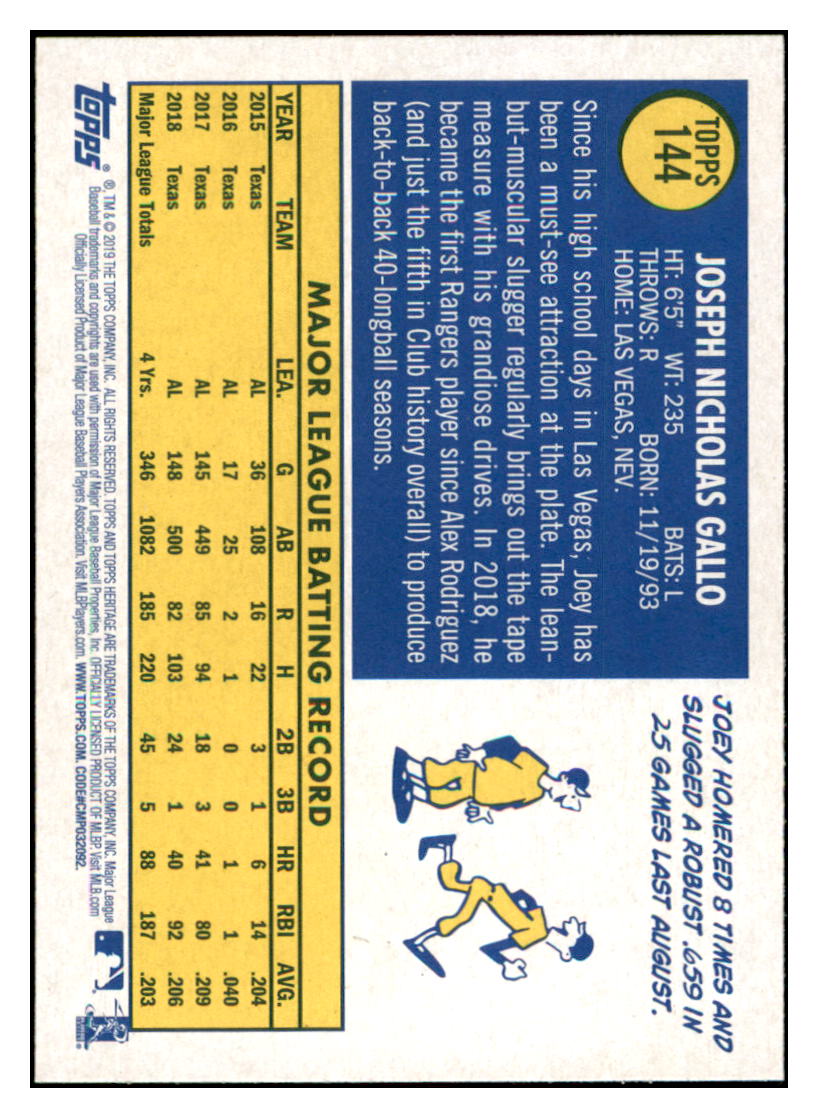 TOPPS
144
JOSEPH NICHOLAS GALLO
HT: 6'5" WT: 235 BATS: L
THROWS: R BORN: 11/19/93
HOME: LAS VEGAS, NEV.
Since his high school days in Las Vegas, Joey has
been a must-see attraction at the plate. The lean-
but-muscular slugger regularly brings out the tape
measure with his grandiose drives. In 2018, he
became the first Rangers player since Alex Rodriguez
(and just the fifth in Club history overall) to produce
back-to-back 40-longball seasons.
JOEY HOMERED 8 TIMES AND
SLUGGED A ROBUST .659 IN
25 GAMES LAST AUGUST.
MAJOR LEAGUE BATTING RECORD
YEAR TEAM LEA. G AB R H 2B 3B HR RBI AVG.
2015 Texas AL 36 108 16 22 3 1 6 14 .204
2016 Texas AL 17 25 2 1 0 0 1 1 .040
2017 Texas AL 145 449 85 94 18 3 41 80 .209
2018 Texas AL 148 500 82 103 24 1 40 92 .206
Major League Totals 4 Yrs. 346 1082 185 220 45 5 88 187 .203
topps®
®, TM & © 2019 THE TOPPS COMPANY, INC. ALL RIGHTS RESERVED. TOPPS AND TOPPS HERITAGE ARE TRADEMARKS OF THE TOPPS COMPANY, INC. Major League
Baseball trademarks and copyrights are used with permission of Major League Baseball Properties, Inc. OFFICIALLY LICENSED PRODUCT OF MLBP. Visit MLB.com
Officially Licensed Product of Major League Baseball Players Association. Visit MLBPlayers.com. WWW.TOPPS.COM. CODE#CMP032092.